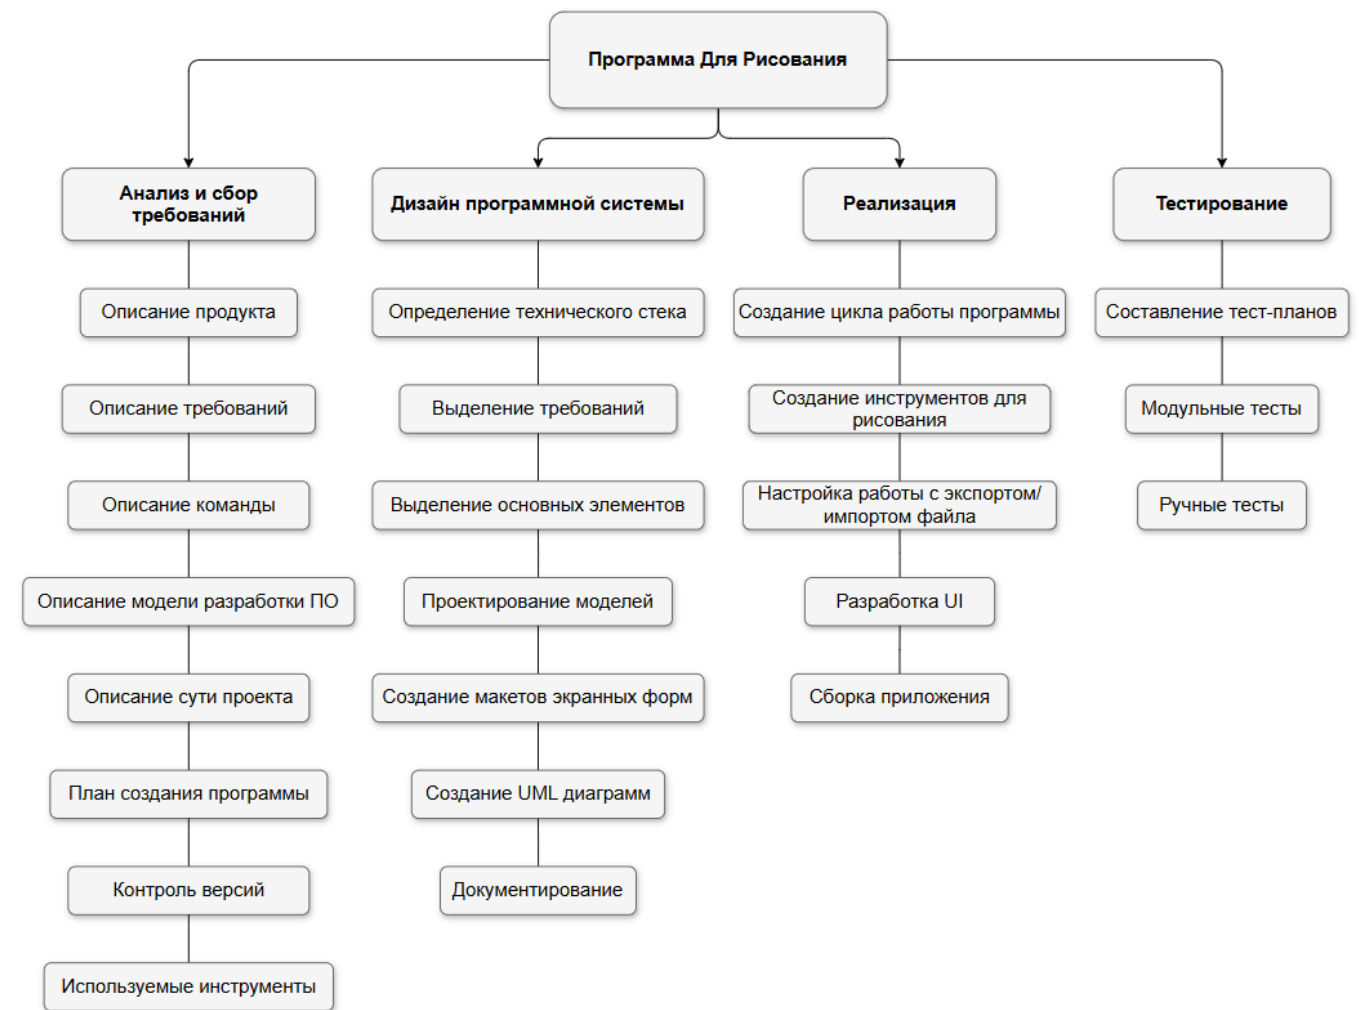 Программа Для Рисования
Анализ и сбор
требований
Описание продукта
Описание требований
Описание команды
Описание модели разработки ПО
Описание сути проекта
План создания программы
Контроль версий
Используемые инструменты
Дизайн программной системы
Определение технического стека
Выделение требований
Выделение основных элементов
Проектирование моделей
Создание макетов экранных форм
Создание UML диаграмм
Документирование
Реализация
Создание цикла работы программы
Создание инструментов для
рисования
Настройка работы с экспортом/
импортом файла
Разработка UI
Сборка приложения
Тестирование
Составление тест-планов
Модульные тесты
Ручные тесты